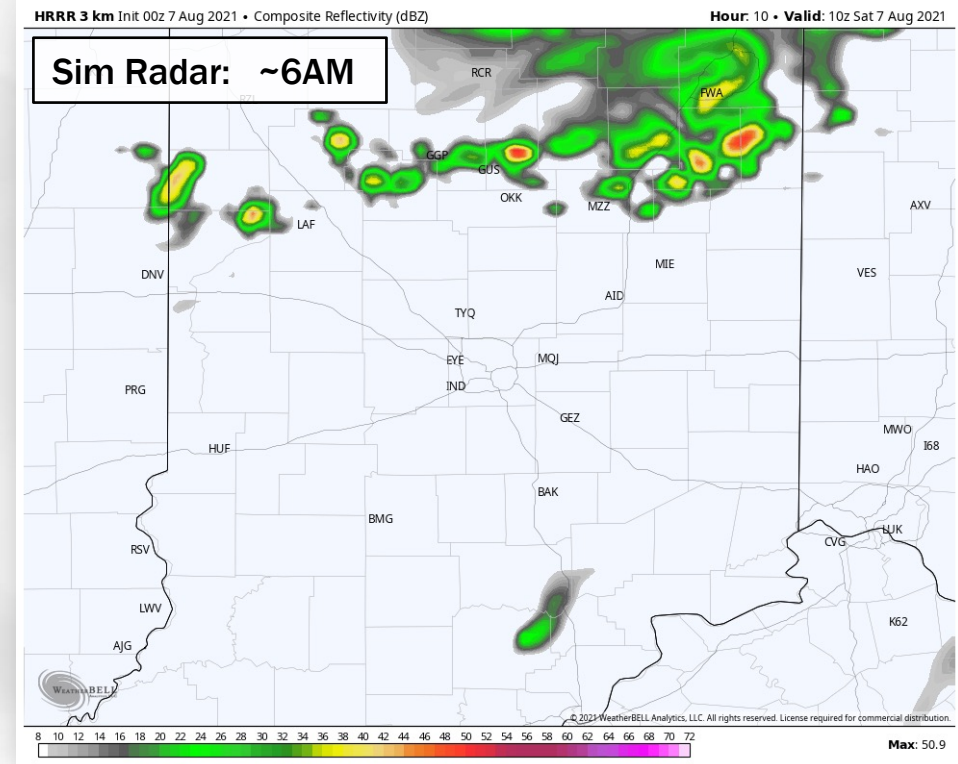 HRRR 3 km Init 00z 7 Aug 2021 • Composite Reflectivity (dBZ) Hour: 10 • Valid: 10z Sat 7 Aug 2021
Sim Radar: ~6AM
RCR
RZL
FWA
GGP
GUS
OKK
MZZ
LAF
AXV
MIE
DNV
VES
AID
TYQ
EYE
MQJ
IND
PRG
GEZ
MWO
HUF
I68
HAO
BAK
BMG
LUK
CVG
RSV
LWV
K62
AJG
WeatherBELL
© 2021 WeatherBELL Analytics, LLC. All rights reserved. License required for commercial distribution.
8 10 12 14 16 18 20 22 24 26 28 30 32 34 36 38 40 42 44 46 48 50 52 54 56 58 60 62 64 66 68 70 72
Max: 50.9